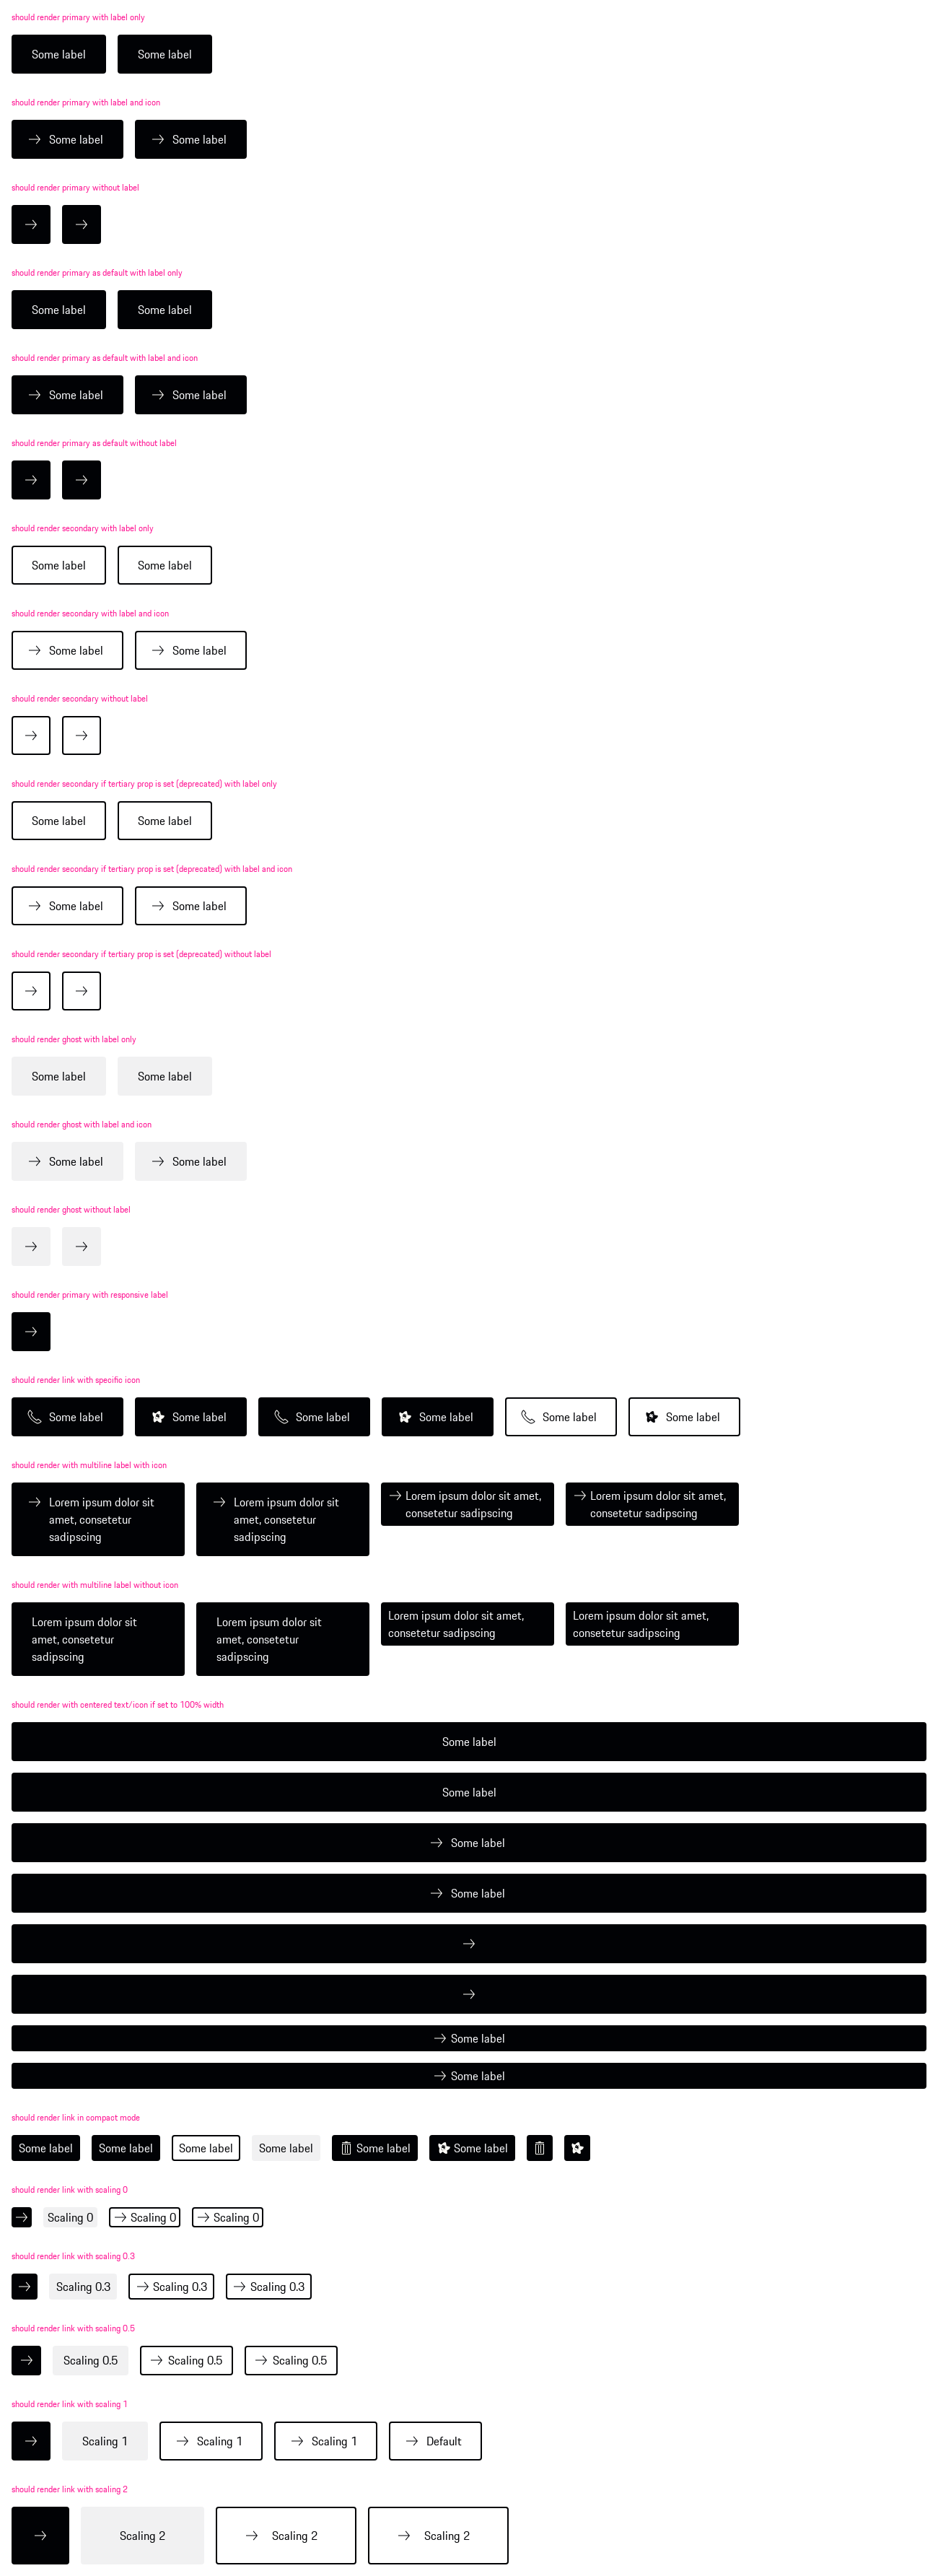 should render primary with label only
Some label Some label
should render primary with label and icon
Some label Some label
should render primary without label
should render primary as default with label only
Some label Some label
should render primary as default with label and icon
Some label Some label
should render primary as default without label
should render secondary with label only
Some label Some label
should render secondary with label and icon
Some label Some label
should render secondary without label
should render secondary if tertiary prop is set (deprecated) with label only
Some label Some label
should render secondary if tertiary prop is set (deprecated) with label and icon
Some label Some label
should render secondary if tertiary prop is set (deprecated) without label
should render ghost with label only
Some label Some label
should render ghost with label and icon
Some label Some label
should render ghost without label
should render primary with responsive label
should render link with specific icon
Some label Some label Some label Some label Some label Some label
should render with multiline label with icon
Lorem ipsum dolor sit
amet, consetetur
sadipscing
Lorem ipsum dolor sit
amet, consetetur
sadipscing
Lorem ipsum dolor sit amet,
consetetur sadipscing
Lorem ipsum dolor sit amet,
consetetur sadipscing
should render with multiline label without icon
Lorem ipsum dolor sit
amet, consetetur
sadipscing
Lorem ipsum dolor sit
amet, consetetur
sadipscing
Lorem ipsum dolor sit amet,
consetetur sadipscing
Lorem ipsum dolor sit amet,
consetetur sadipscing
should render with centered text/icon if set to 100% width
Some label
Some label
Some label
Some label
Some label
Some label
should render link in compact mode
Some label Some label Some label Some label Some label Some label
should render link with scaling 0
Scaling 0 Scaling 0 Scaling 0
should render link with scaling 0.3
Scaling 0.3 Scaling 0.3 Scaling 0.3
should render link with scaling 0.5
Scaling 0.5 Scaling 0.5 Scaling 0.5
should render link with scaling 1
Scaling 1 Scaling 1 Scaling 1 Default
should render link with scaling 2
Scaling 2 Scaling 2 Scaling 2